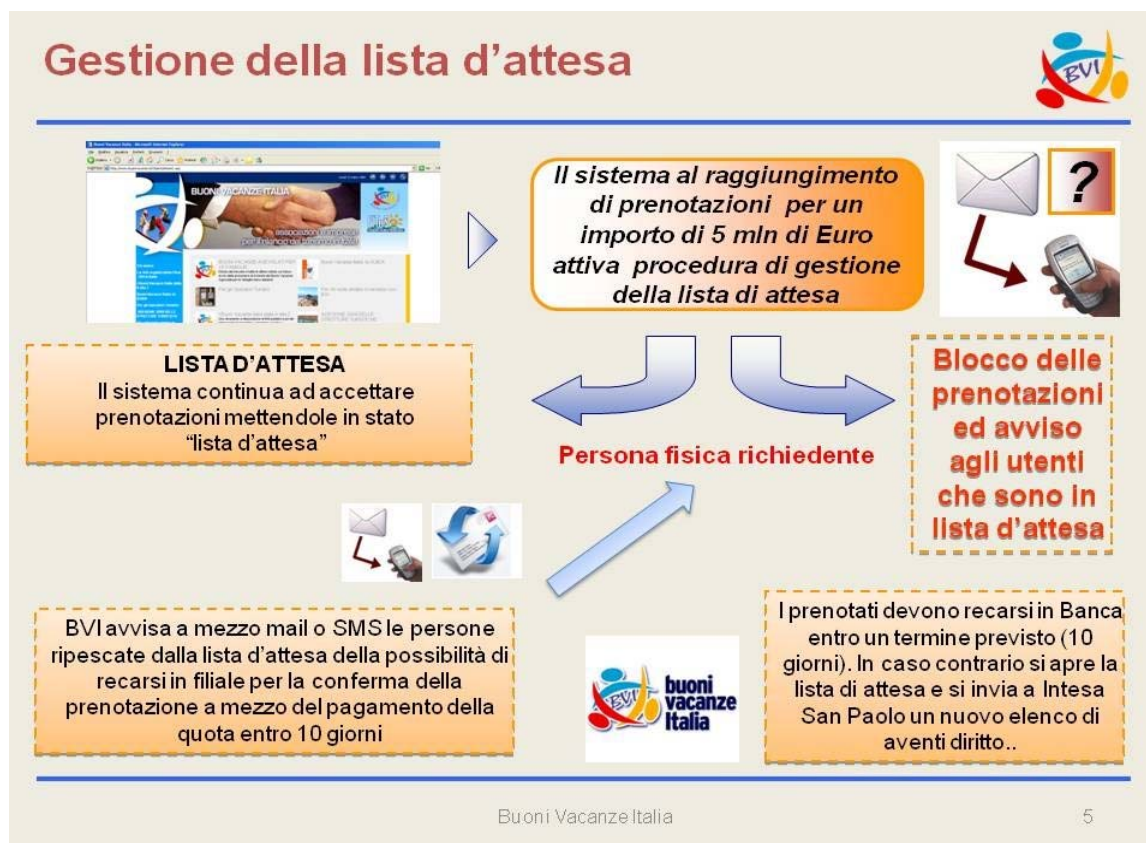 Gestione della lista d'attesa
BVI
BUONI VACANZE ITALIA
Il sistema al raggiungimento
di prenotazioni per un
importo di 5 mln di Euro
attiva procedura di gestione
della lista di attesa
?
LISTA D'ATTESA
Il sistema continua ad accettare
prenotazioni mettendole in stato
“lista d'attesa”
Persona fisica richiedente
Blocco delle
prenotazioni
ed avviso
agli utenti
che sono in
lista d'attesa
BVI avvisa a mezzo mail o SMS le persone
ripescate dalla lista d'attesa della possibilità di
recarsi in filiale per la conferma della
prenotazione a mezzo del pagamento della
quota entro 10 giorni
BVI
buoni
vacanze
Italia
I prenotati devono recarsi in Banca
entro un termine previsto (10
giorni). In caso contrario si apre la
lista di attesa e si invia a Intesa
San Paolo un nuovo elenco di
aventi diritto..
Buoni Vacanze Italia
5